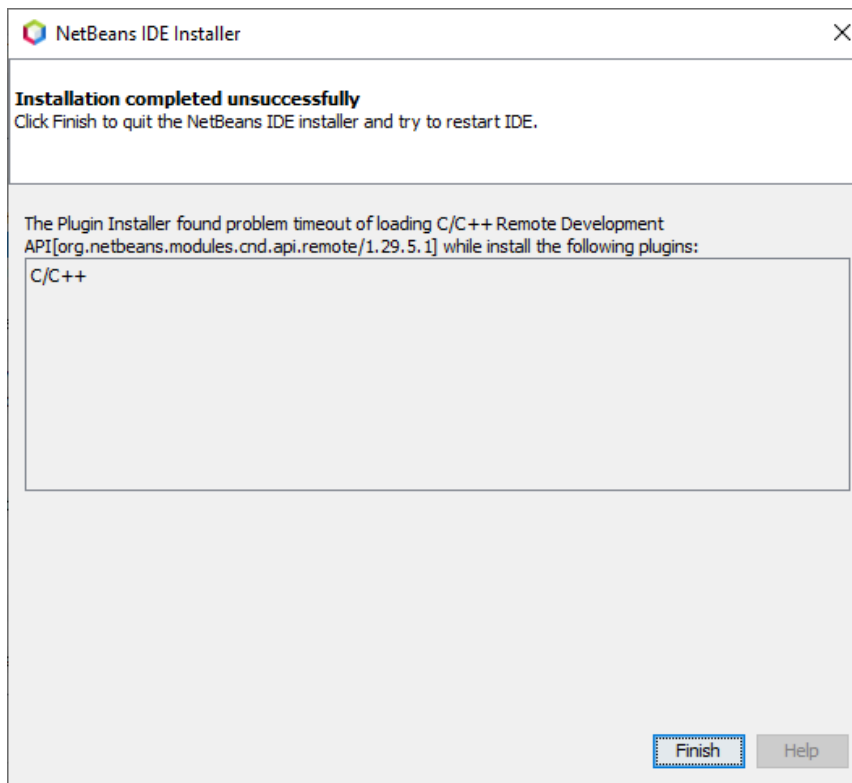 NetBeans IDE Installer
Installation completed unsuccessfully
Click Finish to quit the NetBeans IDE installer and try to restart IDE.
The Plugin Installer found problem timeout of loading C/C++ Remote Development
API[org.netbeans.modules.cnd.api.remote/1.29.5.1] while install the following plugins:
C/C++
Finish
Help